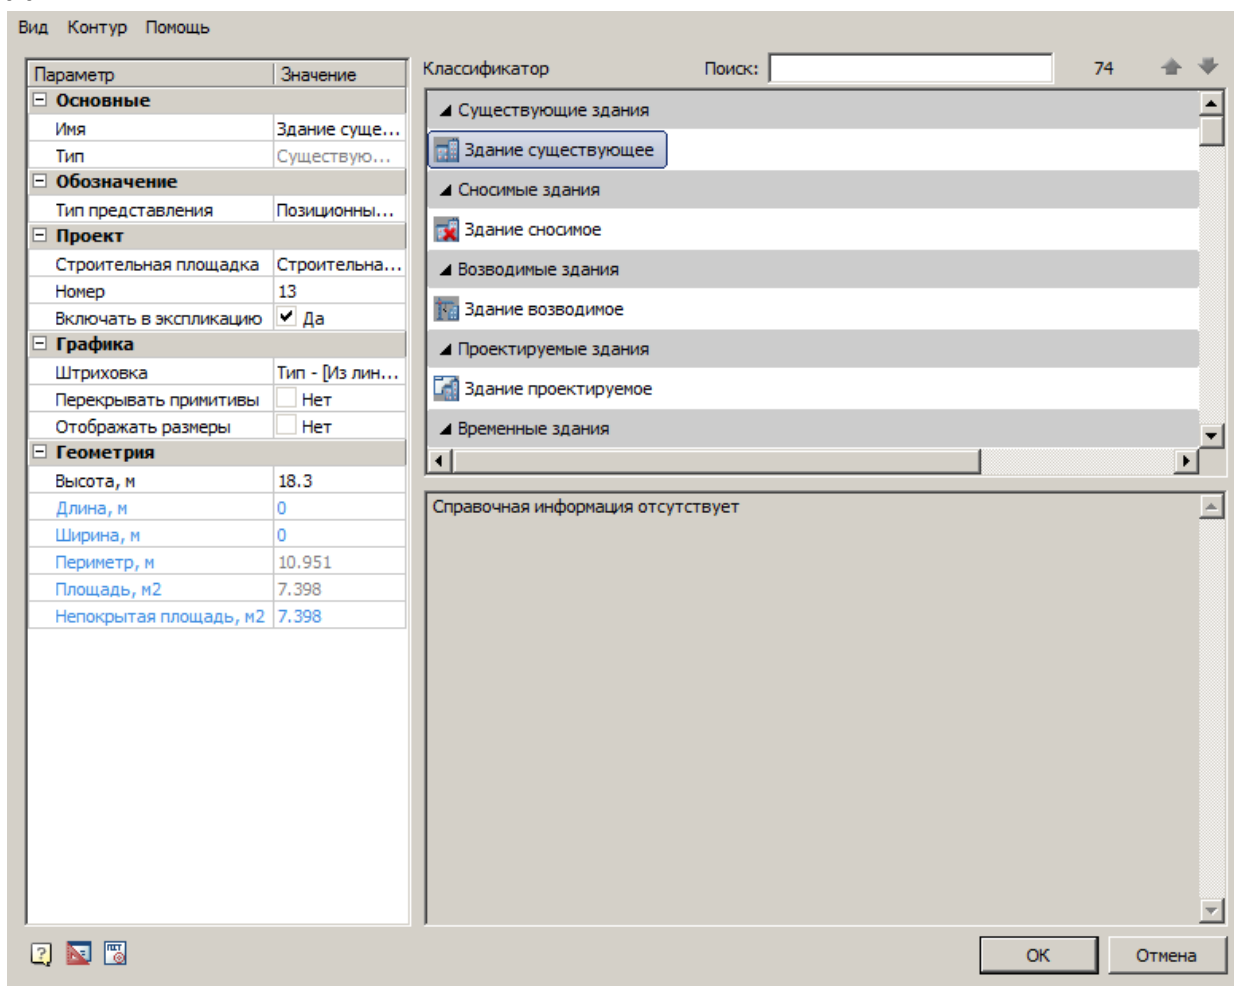 Вид Контур Помощь
Параметр Значение
Основные
Имя Здание суще...
Тип Существую...
Обозначение
Тип представления Позиционны...
Проект
Строительная площадка Строительна...
Номер 13
Включать в экспликацию Да
Графика
Штриховка Тип - [Из лин...
Перекрывать примитивы Нет
Отображать размеры Нет
Геометрия
Высота, м 18.3
Длина, м 0
Ширина, м 0
Периметр, м 10.951
Площадь, м2 7.398
Непокрытая площадь, м2 7.398
Классификатор Поиск: 74
Существующие здания
Здание существующее
Сносимые здания
Здание сносимое
Возводимые здания
Здание возводимое
Проектируемые здания
Здание проектируемое
Временные здания
Справочная информация отсутствует
ОК Отмена